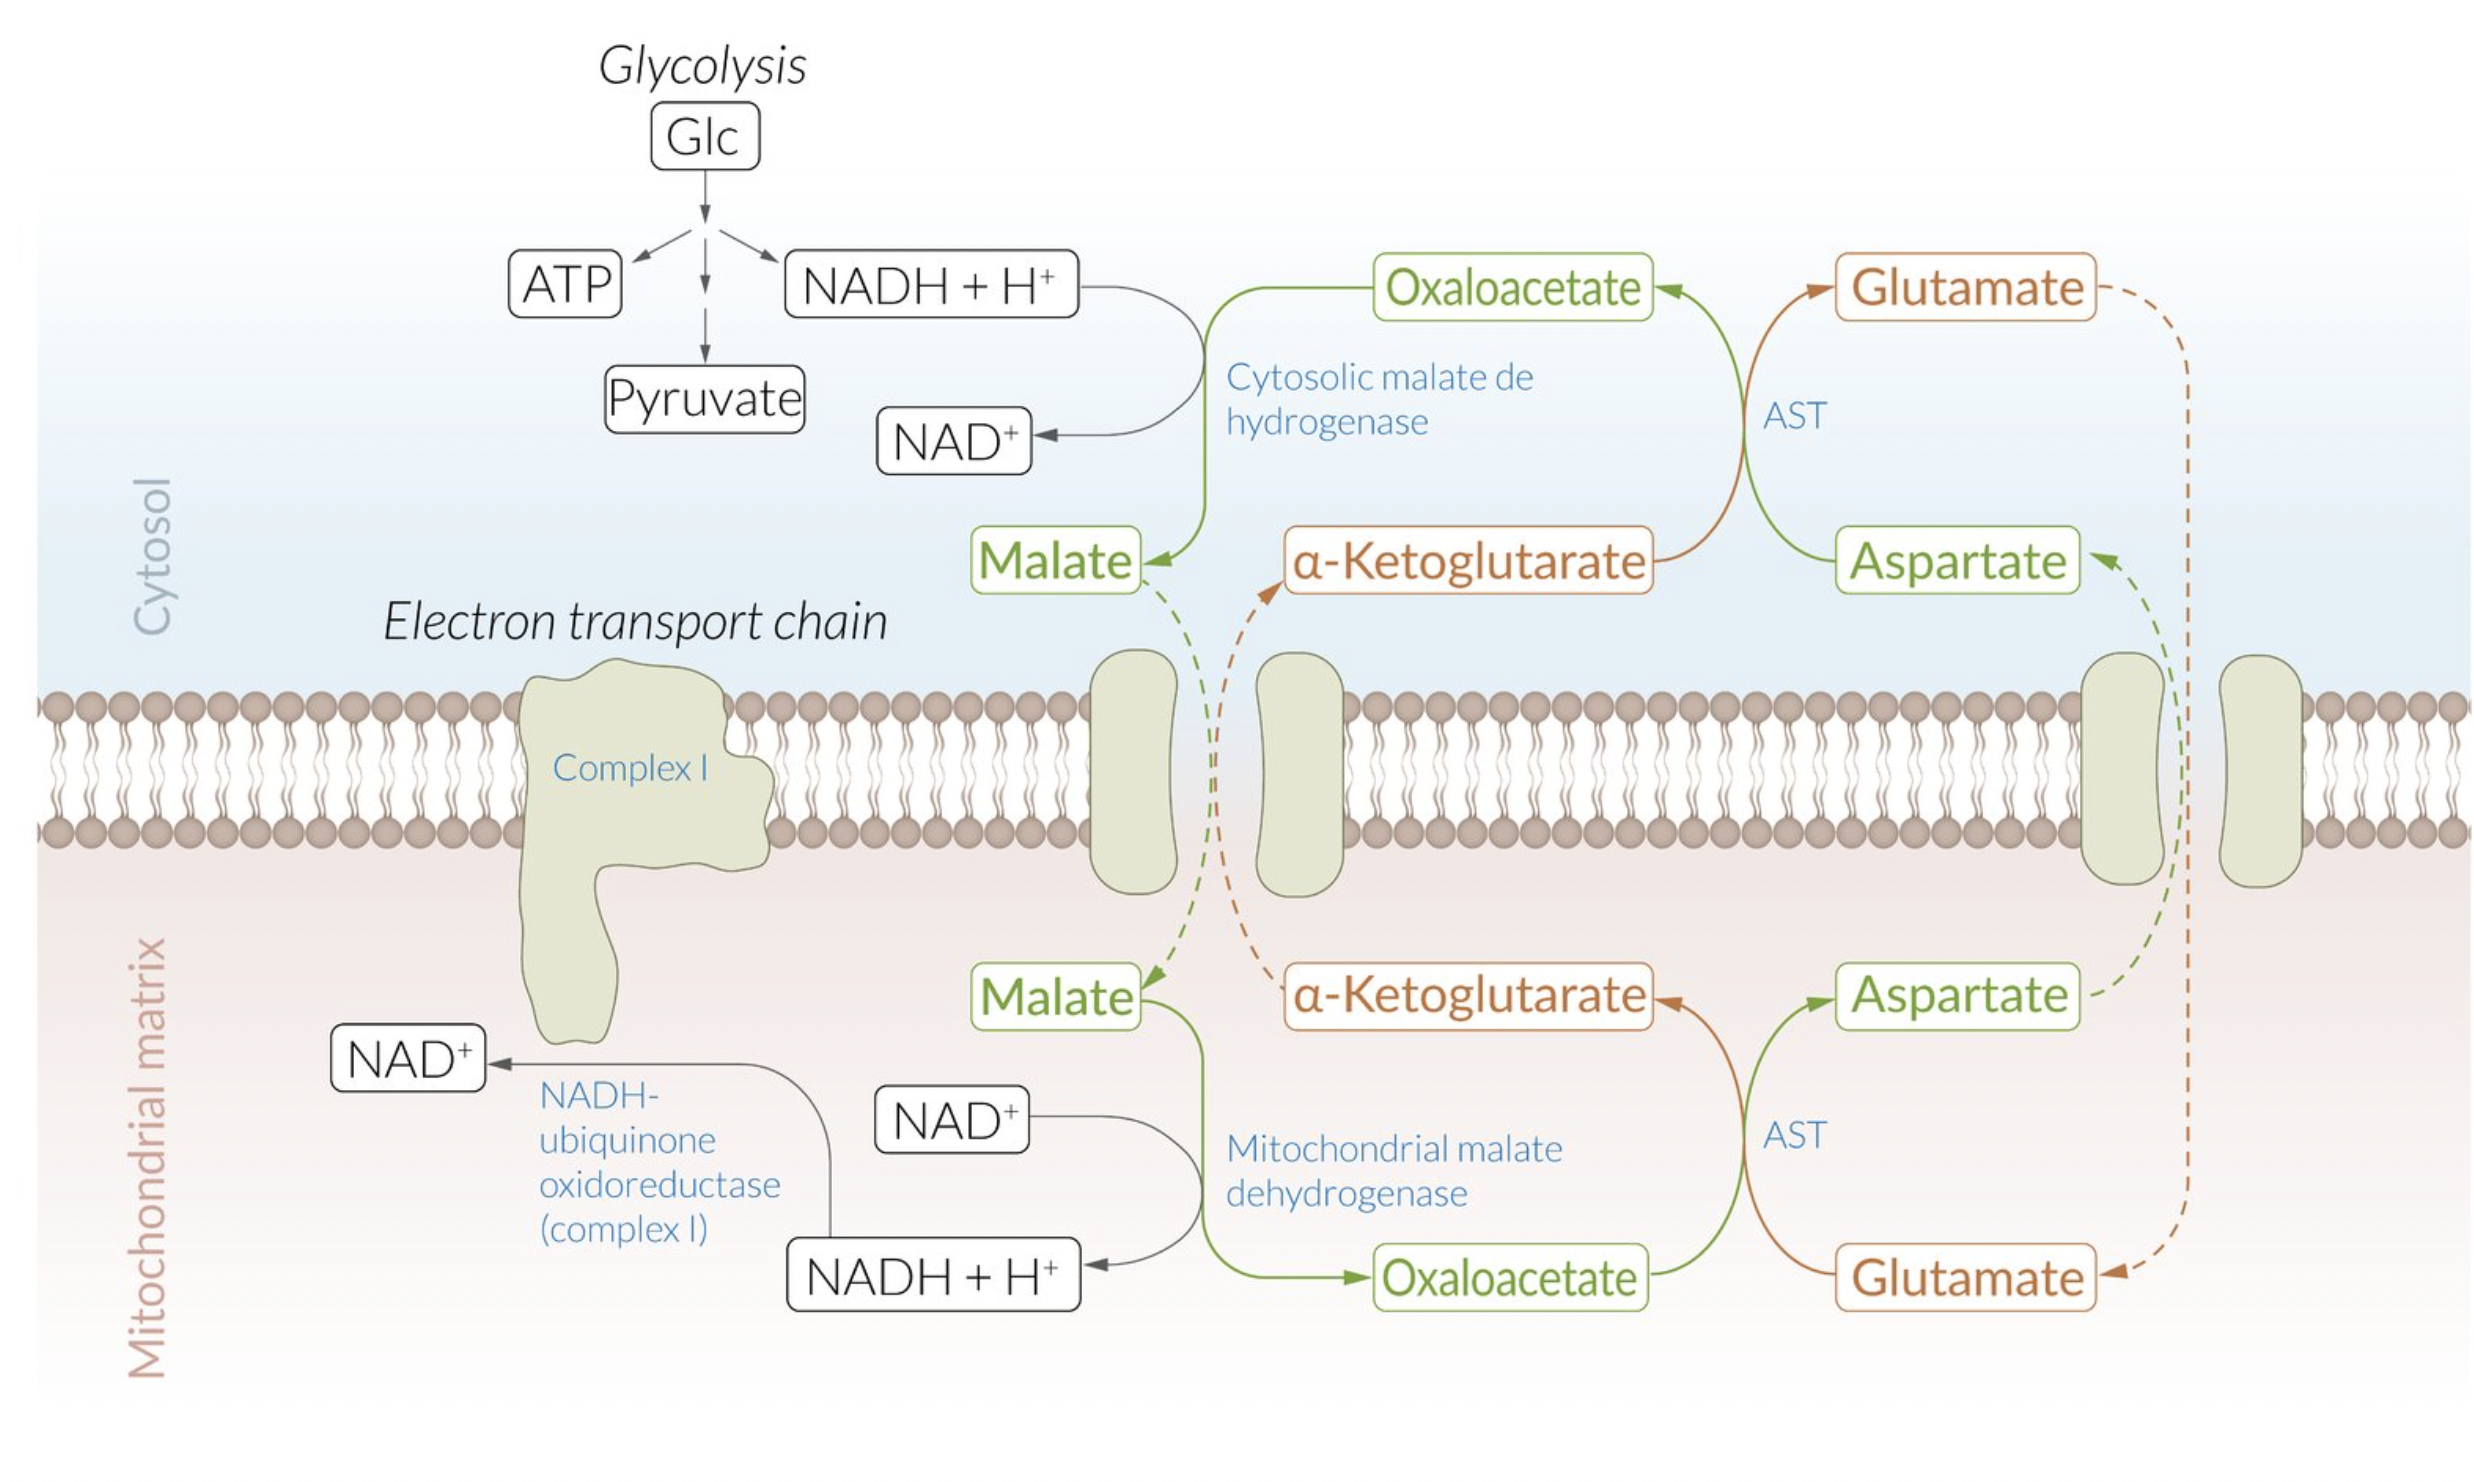 Glycolysis
Glc
ATP
NADH + H⁺
Oxaloacetate
Glutamate
Pyruvate
NAD⁺
Cytosolic malate de
hydrogenase
AST
Cytosol
Malate
α-Ketoglutarate
Aspartate
Electron transport chain
Complex I
Mitochondrial matrix
Malate
α-Ketoglutarate
Aspartate
NAD⁺
NADH-
ubiquinone
oxidoreductase
(complex I)
NAD⁺
Mitochondrial malate
dehydrogenase
AST
NADH + H⁺
Oxaloacetate
Glutamate